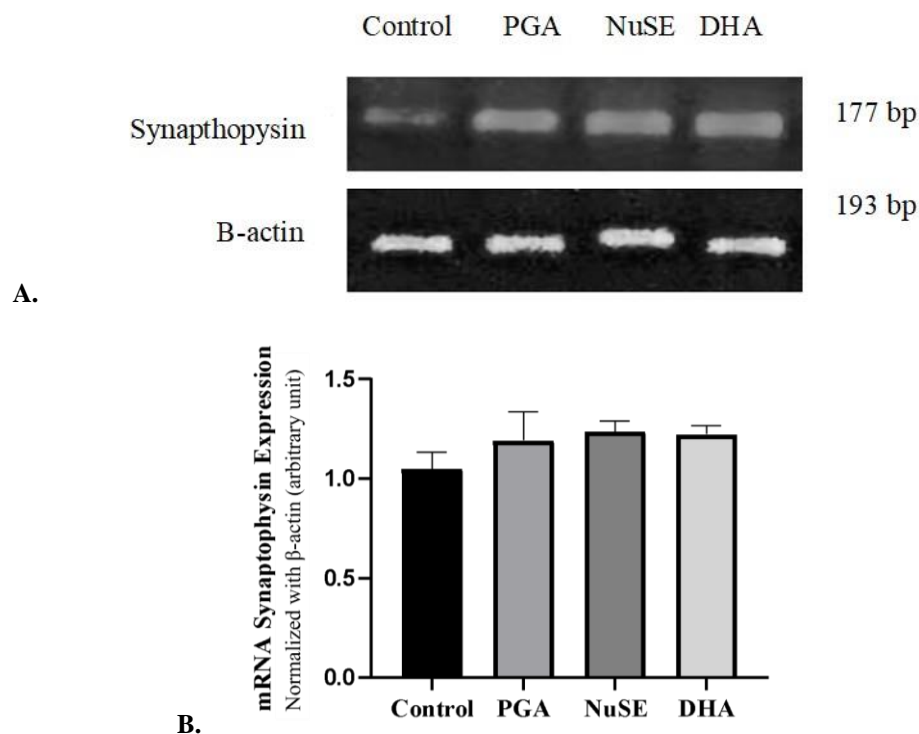 Control PGA NuSE DHA
Synapthopysin
177 bp
B-actin
193 bp
A.
mRNA Synaptophysin Expression
Normalized with β-actin (arbitrary unit)
1.5
1.0
0.5
0.0
Control PGA NuSE DHA
B.